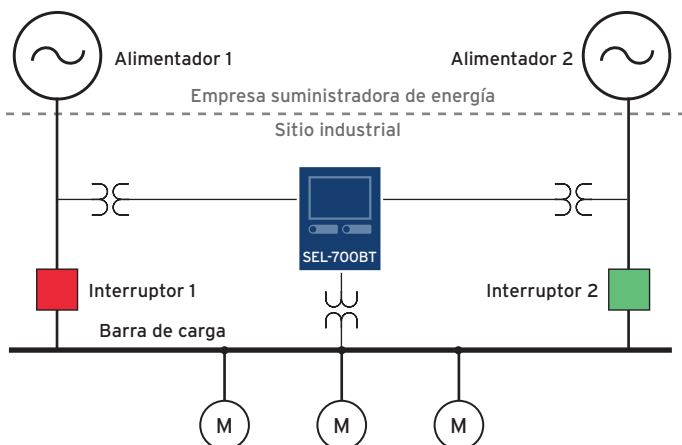 Alimentador 1
Alimentador 2
Empresa suministradora de energía
Sitio industrial
SEL-700BT
Interruptor 1
Interruptor 2
Barra de carga
M
M
M